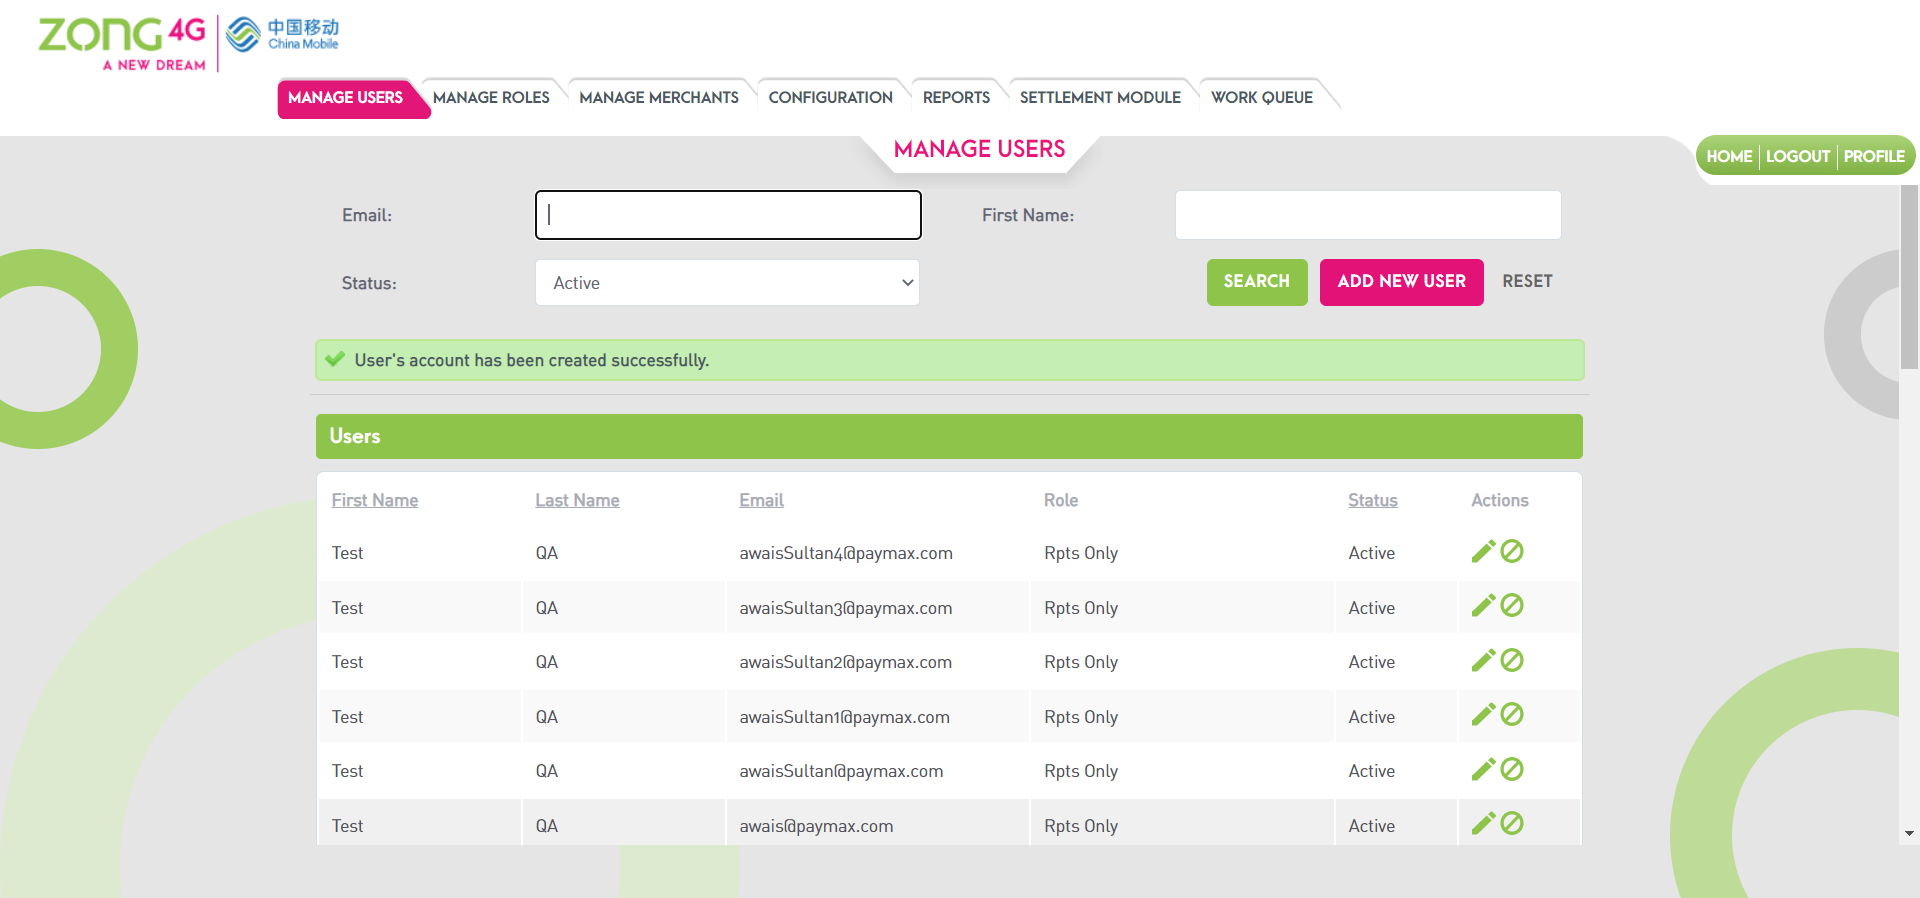 ZONG 4G
A NEW DREAM
中国移动
China Mobile
MANAGE USERS MANAGE ROLES MANAGE MERCHANTS CONFIGURATION REPORTS SETTLEMENT MODULE WORK QUEUE
MANAGE USERS
HOME LOGOUT PROFILE
Email: First Name:
Status: Active SEARCH ADD NEW USER RESET
User's account has been created successfully.
Users
First Name Last Name Email Role Status Actions
Test QA awaisSultan4@paymax.com Rpts Only Active
Test QA awaisSultan3@paymax.com Rpts Only Active
Test QA awaisSultan2@paymax.com Rpts Only Active
Test QA awaisSultan1@paymax.com Rpts Only Active
Test QA awaisSultan@paymax.com Rpts Only Active
Test QA awais@paymax.com Rpts Only Active